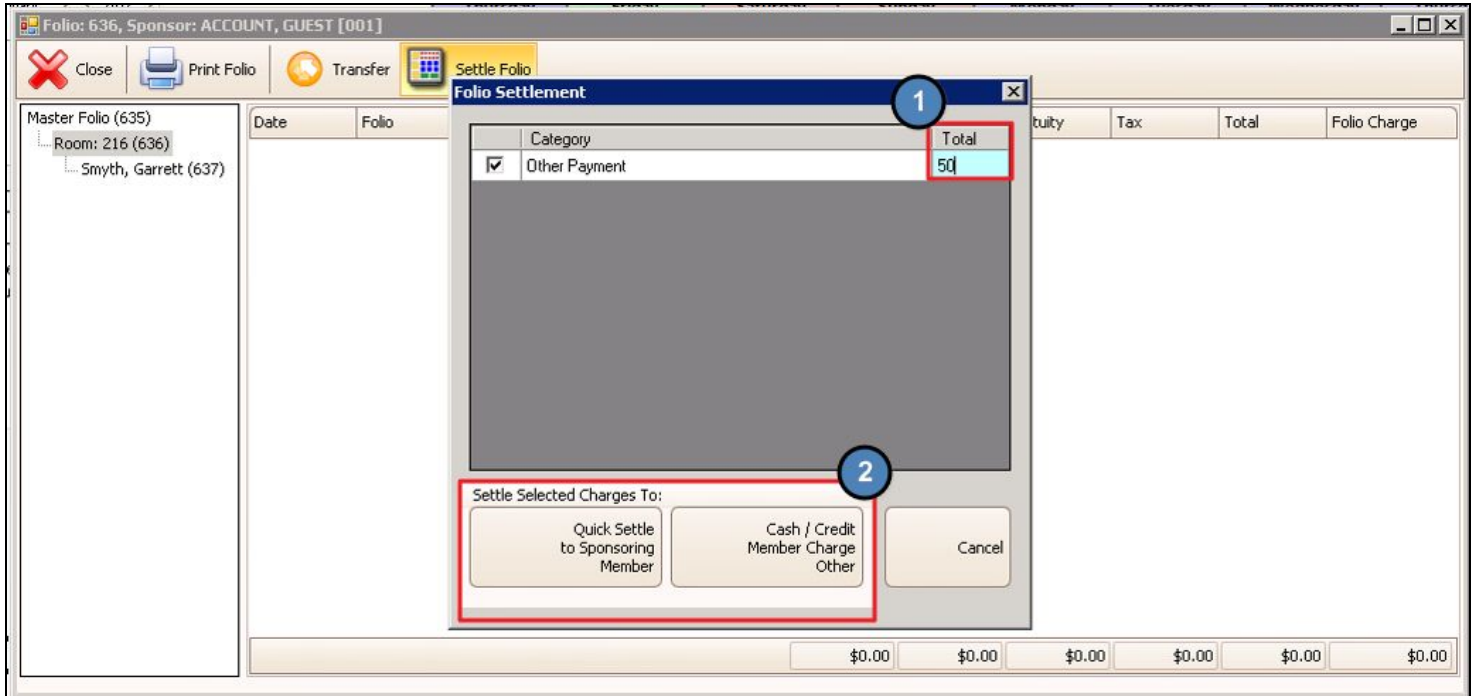 Folio: 636, Sponsor: ACCOUNT, GUEST [001]
Close Print Folio Transfer Settle Folio
Folio Settlement
1
Master Folio (635)
Room: 216 (636)
Smyth, Garrett (637)
Date Folio tuity Tax Total Folio Charge
Category Total
Other Payment 50
2
Settle Selected Charges To:
Quick Settle
to Sponsoring
Member
Cash / Credit
Member Charge
Other
Cancel
$0.00 $0.00 $0.00 $0.00 $0.00 $0.00